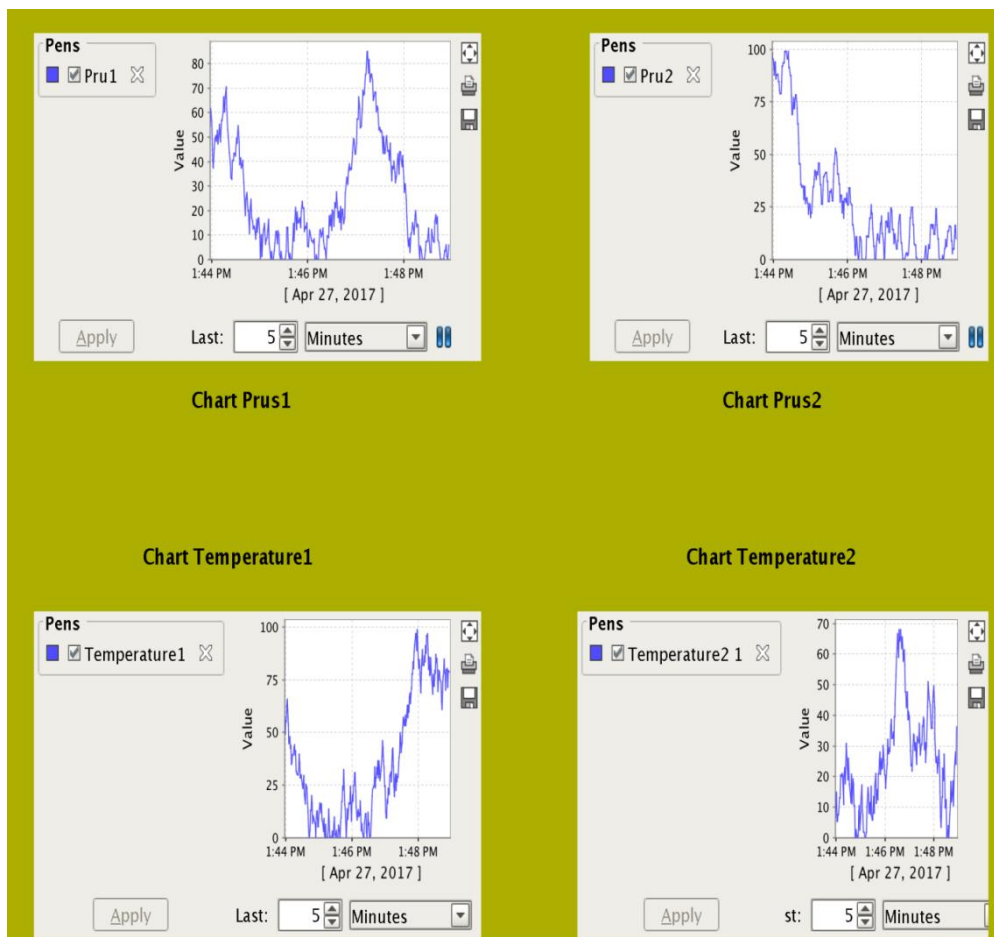 Pens
Pru1
Value
80
70
60
50
40
30
20
10
0
1:44 PM 1:46 PM 1:48 PM
[ Apr 27, 2017 ]
Apply Last: 5 Minutes
Chart Prus1
Pens
Pru2
Value
100
75
50
25
0
1:44 PM 1:46 PM 1:48 PM
[ Apr 27, 2017 ]
Apply Last: 5 Minutes
Chart Prus2
Chart Temperature1
Pens
Temperature1
Value
100
75
50
25
0
1:44 PM 1:46 PM 1:48 PM
[ Apr 27, 2017 ]
Apply Last: 5 Minutes
Chart Temperature2
Pens
Temperature2 1
Value
70
60
50
40
30
20
10
0
1:44 PM 1:46 PM 1:48 PM
[ Apr 27, 2017 ]
Apply st: 5 Minutes